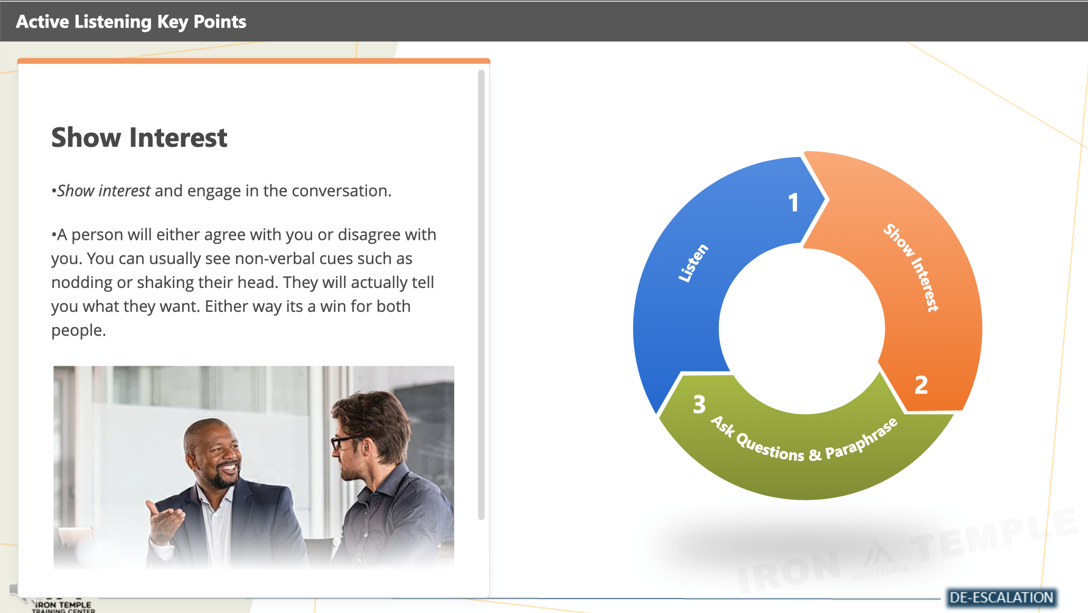 Active Listening Key Points
Show Interest
•Show interest and engage in the conversation.
•A person will either agree with you or disagree with
you. You can usually see non-verbal cues such as
nodding or shaking their head. They will actually tell
you what they want. Either way its a win for both
people.
1
Listen
Show Interest
2
3
Ask Questions & Paraphrase
IRON TEMPLE
IRON TEMPLE
TRAINING CENTER
DE-ESCALATION